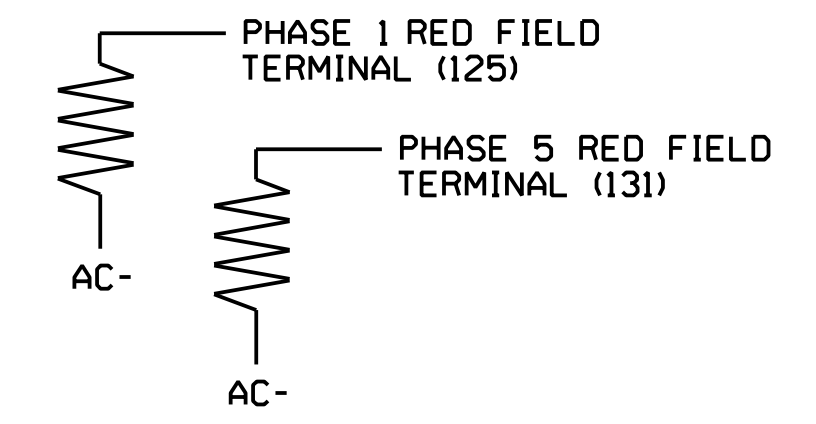 PHASE 1 RED FIELD
TERMINAL (125)
AC-
PHASE 5 RED FIELD
TERMINAL (131)
AC-